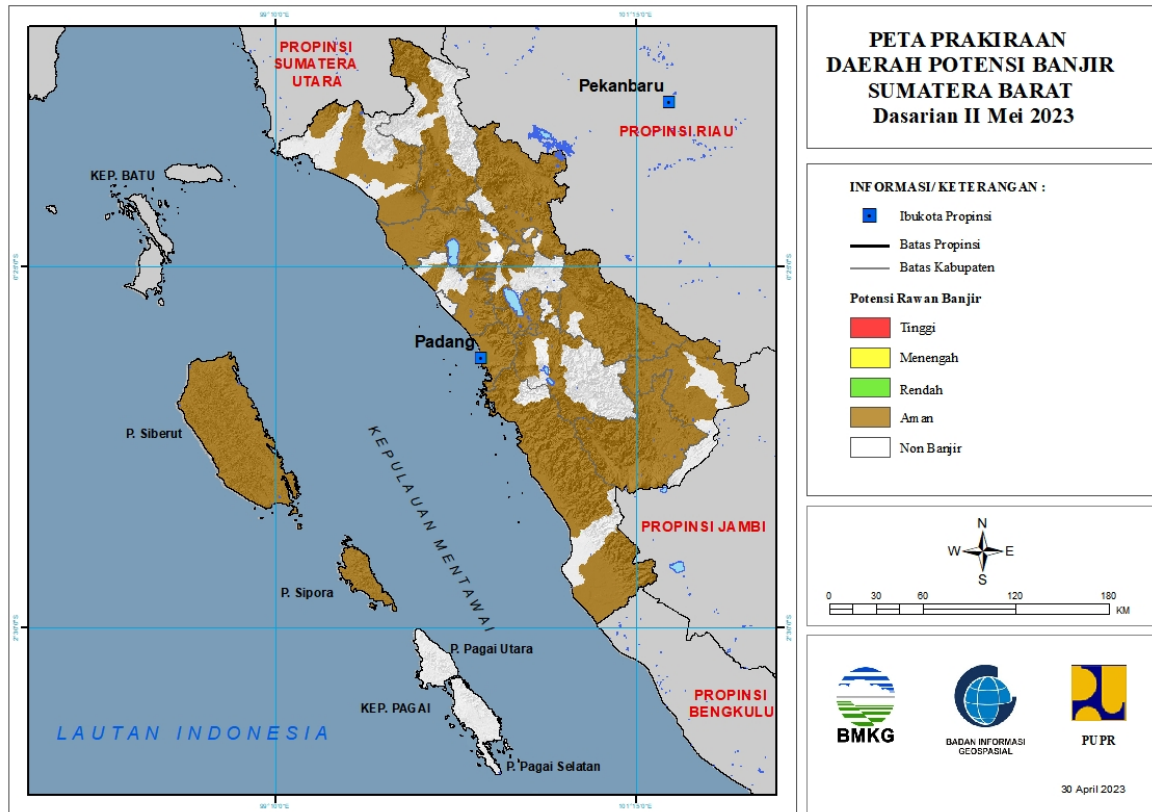 PETA PRAKIRAAN
DAERAH POTENSI BANJIR
SUMATERA BARAT
Dasarian II Mei 2023
INFORMASI/ KETERANGAN :
Ibukota Propinsi
Batas Propinsi
Batas Kabupaten
Potensi Rawan Banjir
Tinggi
Menengah
Rendah
Aman
Non Banjir
N
W E
S
0 30 60 120 180
KM
BMKG
BADAN INFORMASI
GEOSPASIAL
PUPR
30 April 2023
PROPINSI
SUMATERA
UTARA
Pekanbaru
PROPINSI RIAU
KEP. BATU
Padang
P. Siberut
KEPULAUAN MENTAWAI
PROPINSI JAMBI
P. Sipora
P. Pagai Utara
KEP. PAGAI
PROPINSI
BENGKULU
LAUTAN INDONESIA
P. Pagai Selatan